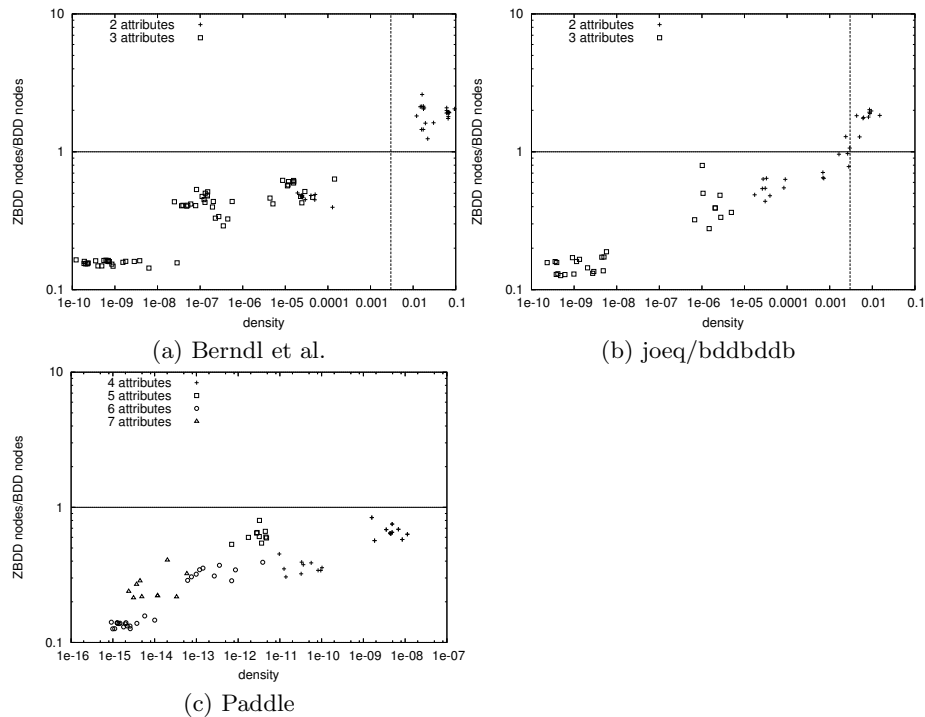 10
2 attributes
3 attributes
ZBDD nodes/BDD nodes
1
0.1
1e-10 1e-09 1e-08 1e-07 1e-06 1e-05 0.0001 0.001 0.01 0.1
density
(a) Berndl et al.
10
2 attributes
3 attributes
ZBDD nodes/BDD nodes
1
0.1
1e-10 1e-09 1e-08 1e-07 1e-06 1e-05 0.0001 0.001 0.01 0.1
density
(b) joeq/bddbddb
10
4 attributes
5 attributes
6 attributes
7 attributes
ZBDD nodes/BDD nodes
1
0.1
1e-16 1e-15 1e-14 1e-13 1e-12 1e-11 1e-10 1e-09 1e-08 1e-07
density
(c) Paddle